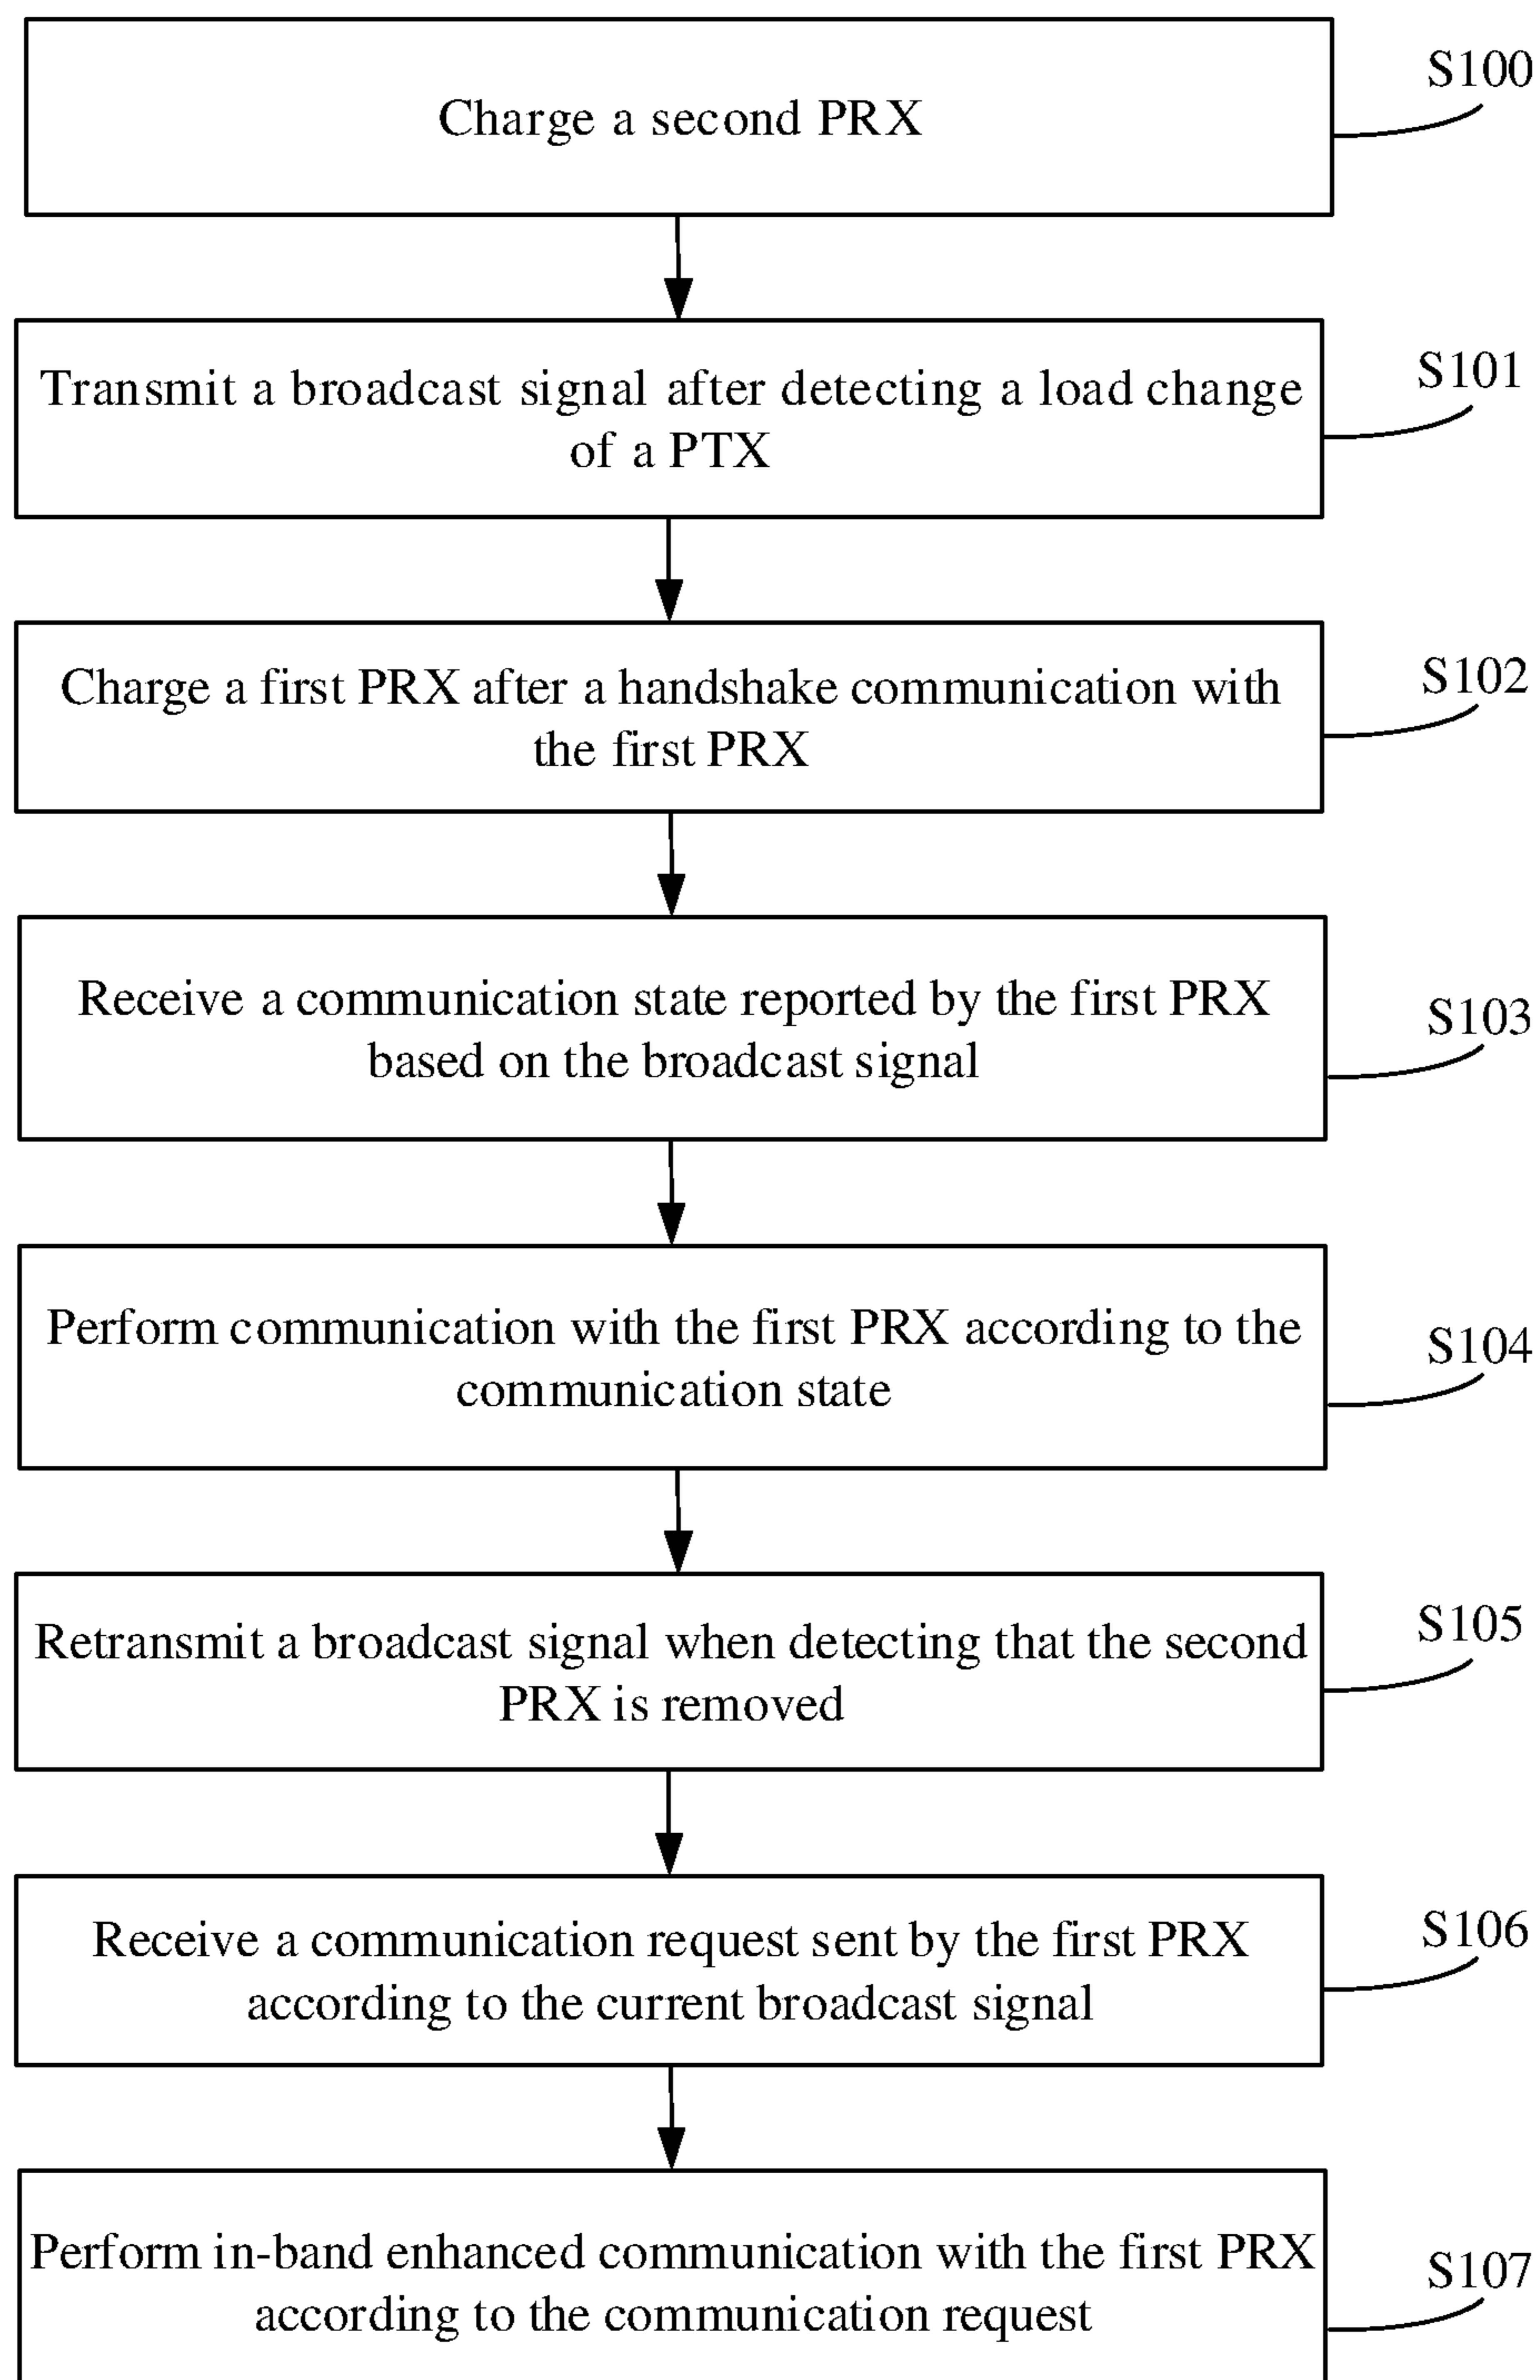 Charge a second PRX
S100
Transmit a broadcast signal after detecting a load change
of a PTX
S101
Charge a first PRX after a handshake communication with
the first PRX
S102
Receive a communication state reported by the first PRX
based on the broadcast signal
S103
Perform communication with the first PRX according to the
communication state
S104
Retransmit a broadcast signal when detecting that the second
PRX is removed
S105
Receive a communication request sent by the first PRX
according to the current broadcast signal
S106
Perform in-band enhanced communication with the first PRX
according to the communication request
S107